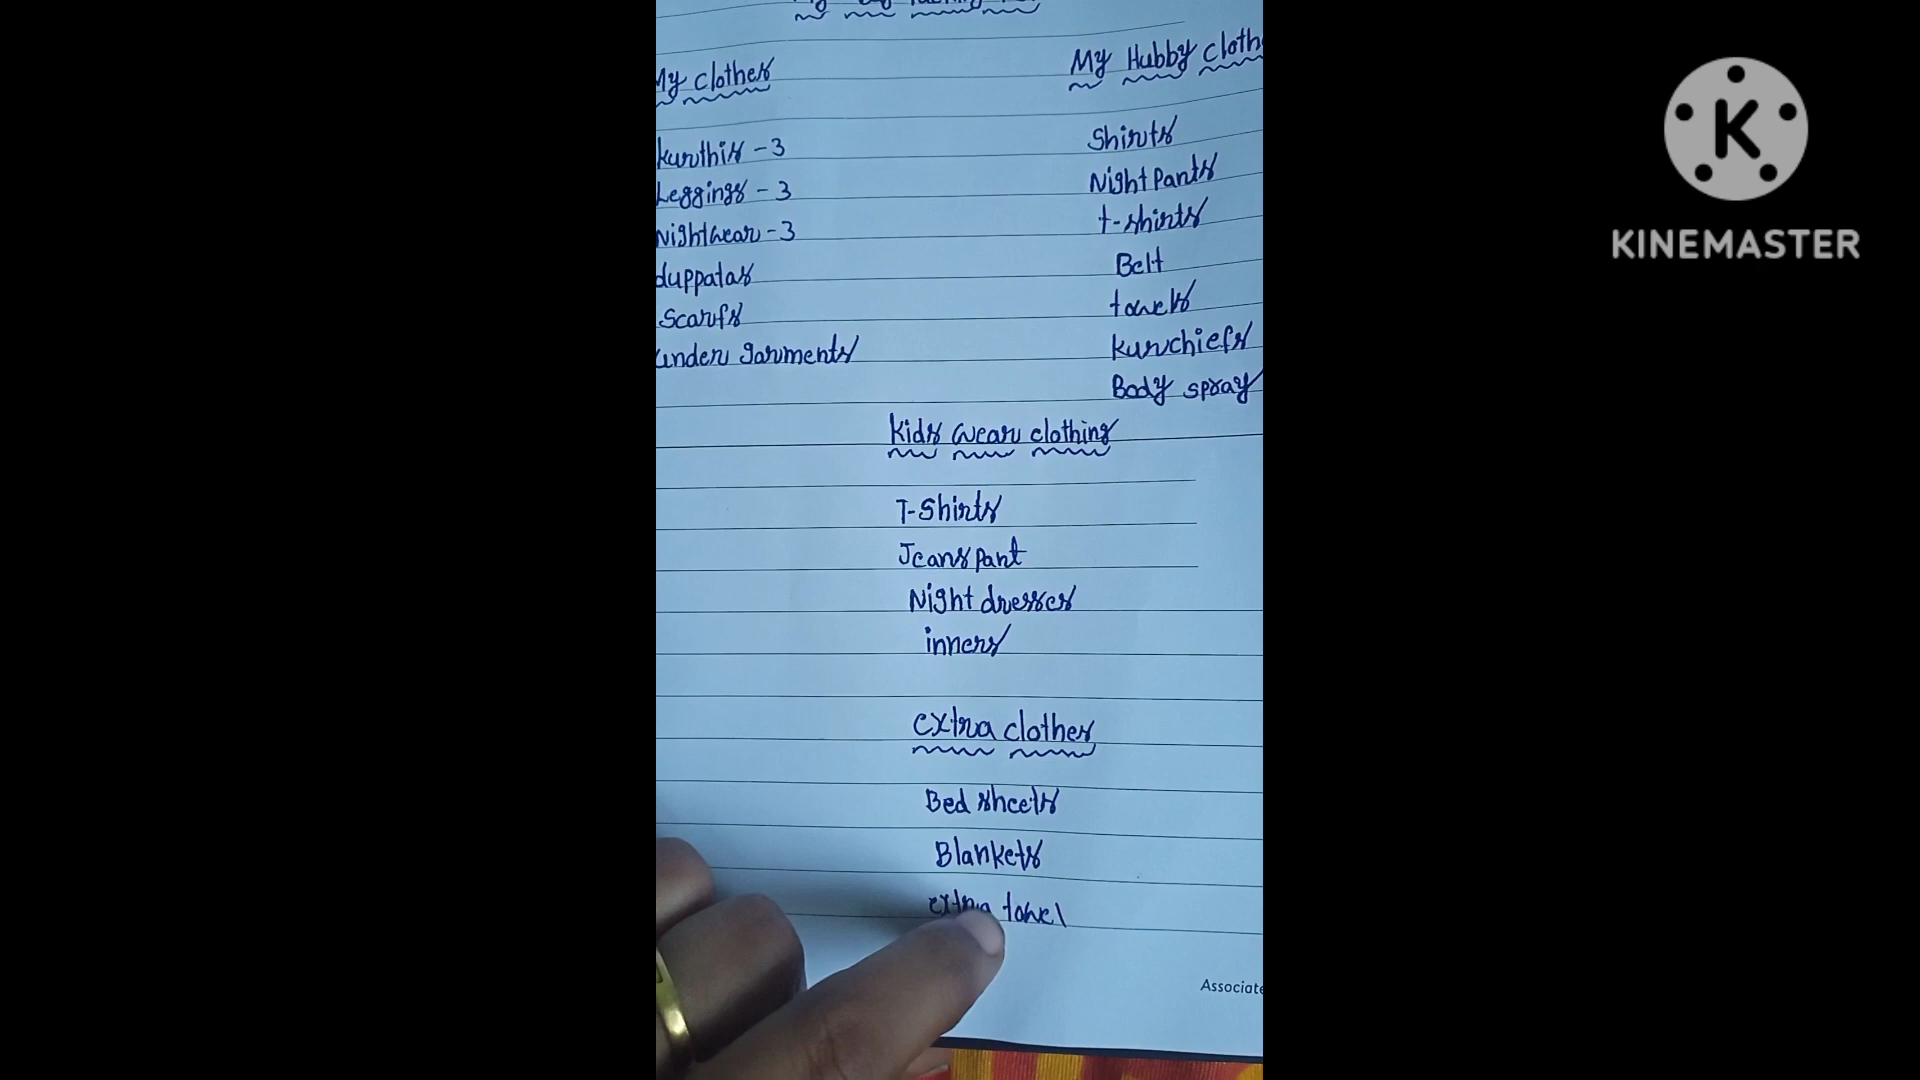 My clothes
kurthis - 3
Leggings - 3
Nightwear - 3
duppatas
Scarfs
under garments
My Hubby cloth
Shirts
Night Pants
t-shirts
Belt
towels
kurchiefs
Body spray
kids wear clothing
T-Shirts
Jeans pant
Night dresses
inners
extra clothes
Bed sheets
Blankets
extra towel
Associate
KINEMASTER